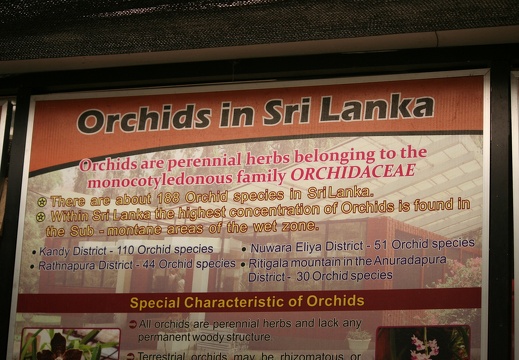 Orchids in Sri Lanka
Orchids are perennial herbs belonging to the
monocotyledonous family ORCHIDACEAE
There are about 188 Orchid species in Sri Lanka.
Within Sri Lanka the highest concentration of Orchids is found in
the Sub - montane areas of the wet zone.
• Kandy District - 110 Orchid species
• Nuwara Eliya District - 51 Orchid species
• Rathnapura District - 44 Orchid species
• Ritigala mountain in the Anuradapura
District - 30 Orchid species
Special Characteristic of Orchids
All orchids are perennial herbs and lack any
permanent woody structure
Terrestrial orchids may be rhizomatous or